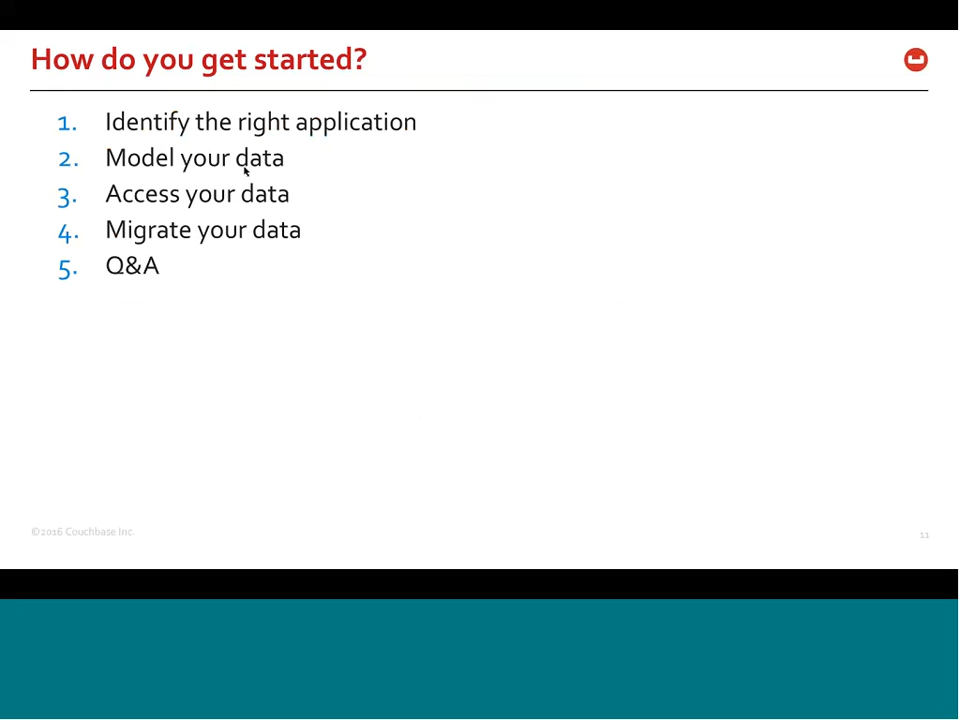 How do you get started?
1. Identify the right application
2. Model your data
3. Access your data
4. Migrate your data
5. Q&A
©2016 Couchbase Inc.
11